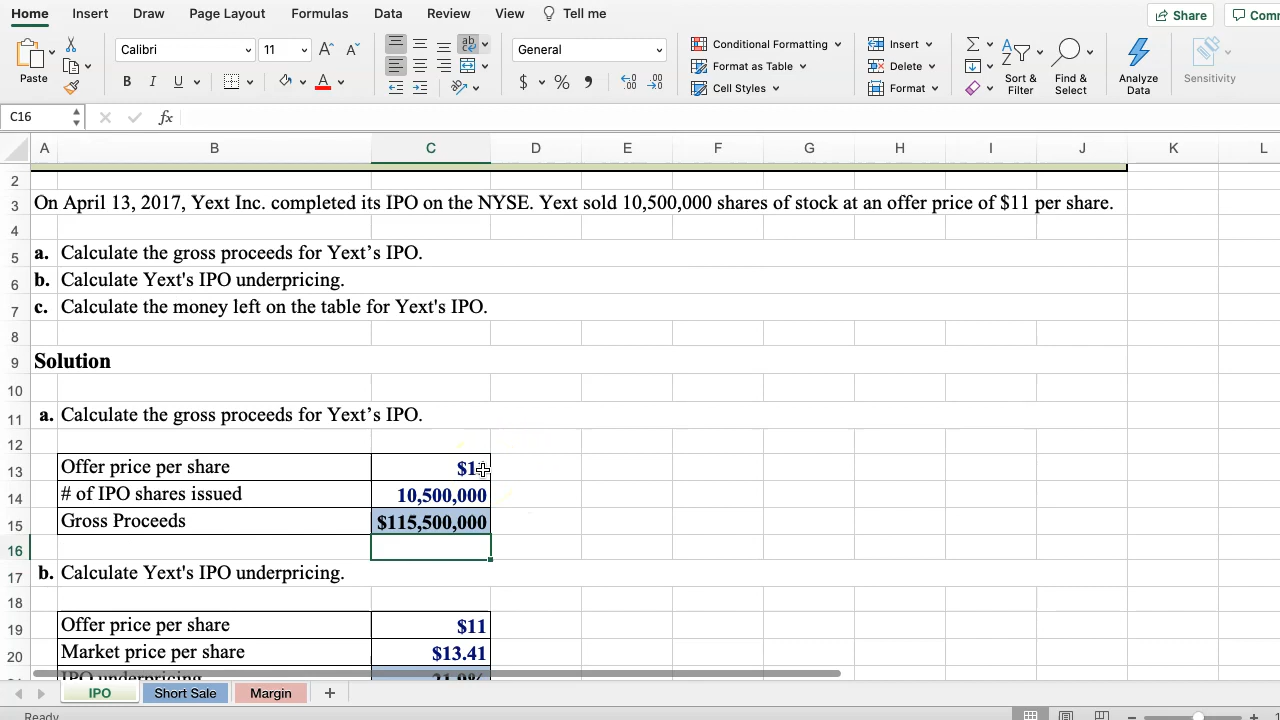 Home Insert Draw Page Layout Formulas Data Review View Tell me Share
Paste Calibri 11 General Conditional Formatting Format as Table Cell Styles Insert Delete Format Sort & Filter Find & Select Analyze Data Sensitivity
C16 fx
A B C D E F G H I J K L
2
3 On April 13, 2017, Yext Inc. completed its IPO on the NYSE. Yext sold 10,500,000 shares of stock at an offer price of $11 per share.
4
5 a. Calculate the gross proceeds for Yext’s IPO.
6 b. Calculate Yext's IPO underpricing.
7 c. Calculate the money left on the table for Yext's IPO.
8
9 Solution
10
11 a. Calculate the gross proceeds for Yext’s IPO.
12
13 Offer price per share
14 # of IPO shares issued 10,500,000
15 Gross Proceeds $115,500,000
16
17 b. Calculate Yext's IPO underpricing.
18
19 Offer price per share $11
20 Market price per share $13.41
IPO underpricing 21.9%
IPO Short Sale Margin +
Ready